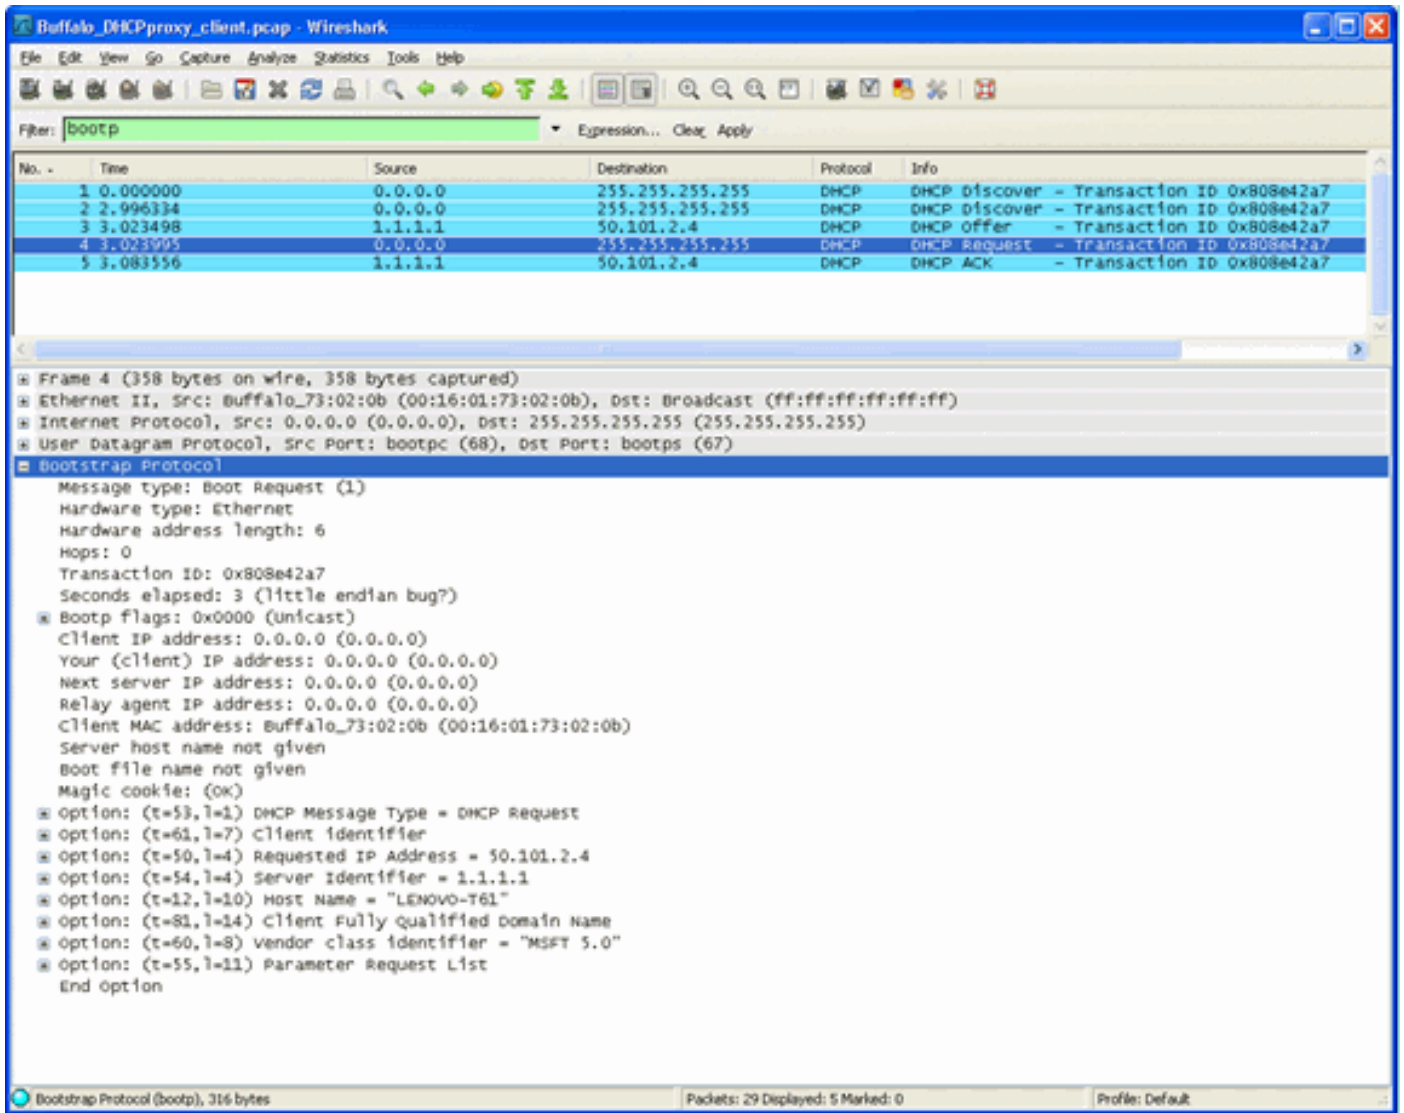 Buffalo_DHCPproxy_client.pcap - Wireshark
File Edit View Go Capture Analyze Statistics Tools Help
Filter: bootp Expression... Clear Apply
No. - Time Source Destination Protocol Info
1 0.000000 0.0.0.0 255.255.255.255 DHCP DHCP Discover - Transaction ID 0x808e42a7
2 2.996334 0.0.0.0 255.255.255.255 DHCP DHCP Discover - Transaction ID 0x808e42a7
3 3.023498 1.1.1.1 50.101.2.4 DHCP DHCP Offer - Transaction ID 0x808e42a7
4 3.023995 0.0.0.0 255.255.255.255 DHCP DHCP Request - Transaction ID 0x808e42a7
5 3.083556 1.1.1.1 50.101.2.4 DHCP DHCP ACK - Transaction ID 0x808e42a7
Frame 4 (358 bytes on wire, 358 bytes captured)
Ethernet II, Src: Buffalo_73:02:0b (00:16:01:73:02:0b), Dst: Broadcast (ff:ff:ff:ff:ff:ff)
Internet Protocol, Src: 0.0.0.0 (0.0.0.0), Dst: 255.255.255.255 (255.255.255.255)
User Datagram Protocol, Src Port: bootpc (68), Dst Port: bootps (67)
Bootstrap Protocol
Message type: Boot Request (1)
Hardware type: Ethernet
Hardware address length: 6
Hops: 0
Transaction ID: 0x808e42a7
Seconds elapsed: 3 (little endian bug?)
Bootp flags: 0x0000 (Unicast)
Client IP address: 0.0.0.0 (0.0.0.0)
Your (client) IP address: 0.0.0.0 (0.0.0.0)
Next server IP address: 0.0.0.0 (0.0.0.0)
Relay agent IP address: 0.0.0.0 (0.0.0.0)
Client MAC address: Buffalo_73:02:0b (00:16:01:73:02:0b)
Server host name not given
Boot file name not given
Magic cookie: (OK)
Option: (t=53,l=1) DHCP Message Type = DHCP Request
Option: (t=61,l=7) Client identifier
Option: (t=50,l=4) Requested IP Address = 50.101.2.4
Option: (t=54,l=4) Server Identifier = 1.1.1.1
Option: (t=12,l=10) Host Name = "LENOVO-T61"
Option: (t=81,l=14) Client Fully Qualified Domain Name
Option: (t=60,l=8) Vendor class identifier = "MSFT 5.0"
Option: (t=55,l=11) Parameter Request List
End Option
Bootstrap Protocol (bootp), 316 bytes Packets: 29 Displayed: 5 Marked: 0 Profile: Default